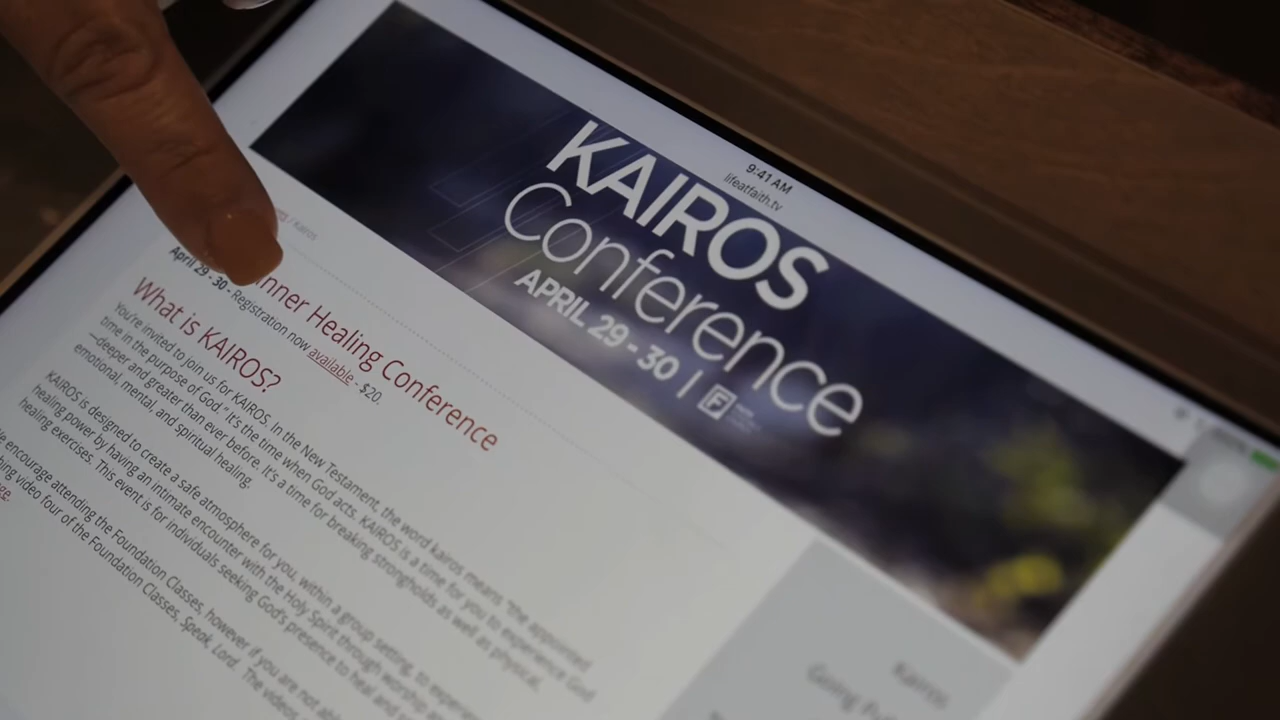 9:41 AM
lifeatfaith.tv
KAIROS
Conference
APRIL 29 - 30 |
F
/ Kairos
Inner Healing Conference
April 29 - 30 - Registration now available - $20.
What is KAIROS?
You're invited to join us for KAIROS. In the New Testament, the word kairos means "the appointed
time in the purpose of God." It's the time when God acts. KAIROS is a time for you to experience God
—deeper and greater than ever before. It's a time for breaking strongholds as well as physical,
emotional, mental, and spiritual healing.
KAIROS is designed to create a safe atmosphere for you, within a group setting, to experience
healing power by having an intimate encounter with the Holy Spirit through worship
healing exercises. This event is for individuals seeking God's presence to heal and
encourage attending the Foundation Classes, however if you are not able
video four of the Foundation Classes, Speak, Lord. The videos
Kairos
Going